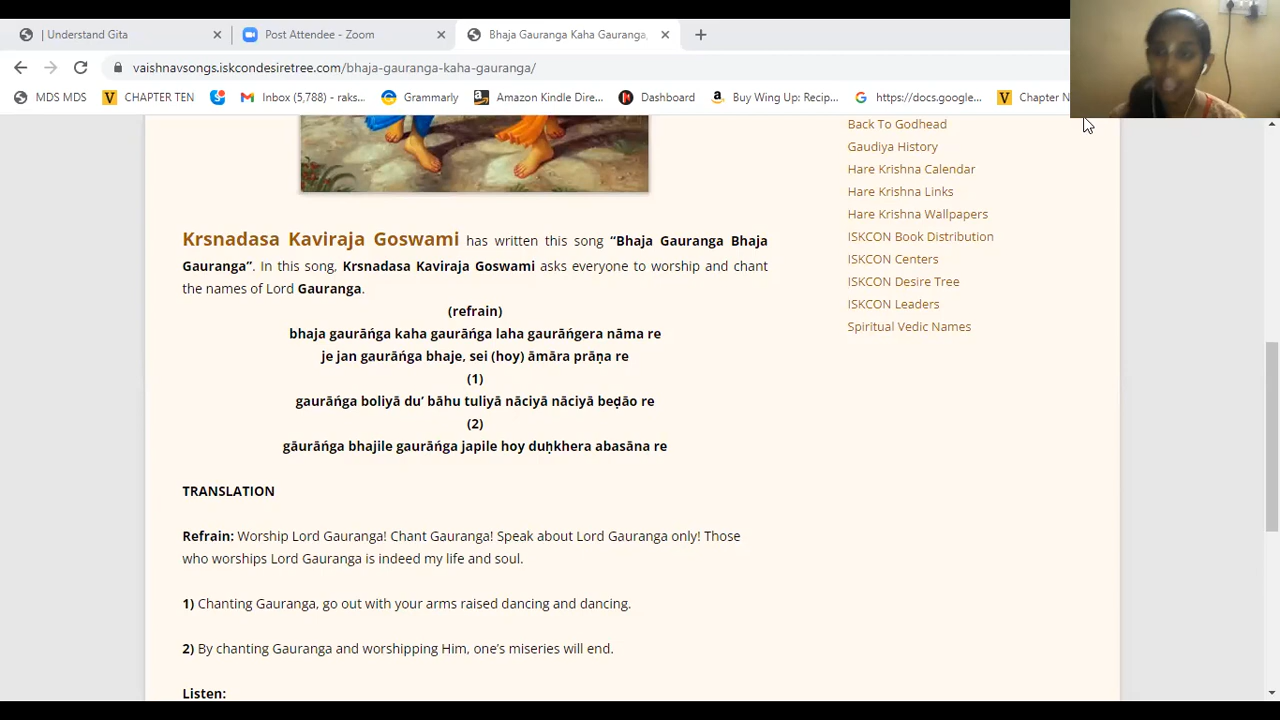 | Understand Gita
Post Attendee - Zoom
Bhaja Gauranga Kaha Gauranga
vaishnavsongs.iskcondesiretree.com/bhaja-gauranga-kaha-gauranga/
MDS MDS
CHAPTER TEN
Inbox (5,788) - raks...
Grammarly
Amazon Kindle Dire...
Dashboard
Buy Wing Up: Recip...
https://docs.google...
Chapter N
Back To Godhead
Gaudiya History
Hare Krishna Calendar
Hare Krishna Links
Hare Krishna Wallpapers
ISKCON Book Distribution
ISKCON Centers
ISKCON Desire Tree
ISKCON Leaders
Spiritual Vedic Names
Krsnadasa Kaviraja Goswami has written this song “Bhaja Gauranga Bhaja
Gauranga”. In this song, Krsnadasa Kaviraja Goswami asks everyone to worship and chant
the names of Lord Gauranga.
(refrain)
bhaja gaurāṅga kaha gaurāṅga laha gaurāṅgera nāma re
je jan gaurāṅga bhaje, sei (hoy) āmāra prāṇa re
(1)
gaurāṅga boliyā du’ bāhu tuliyā nāciyā nāciyā beḍāo re
(2)
gāurāṅga bhajile gaurāṅga japile hoy duḥkhera abasāna re
TRANSLATION
Refrain: Worship Lord Gauranga! Chant Gauranga! Speak about Lord Gauranga only! Those
who worships Lord Gauranga is indeed my life and soul.
1) Chanting Gauranga, go out with your arms raised dancing and dancing.
2) By chanting Gauranga and worshipping Him, one’s miseries will end.
Listen: